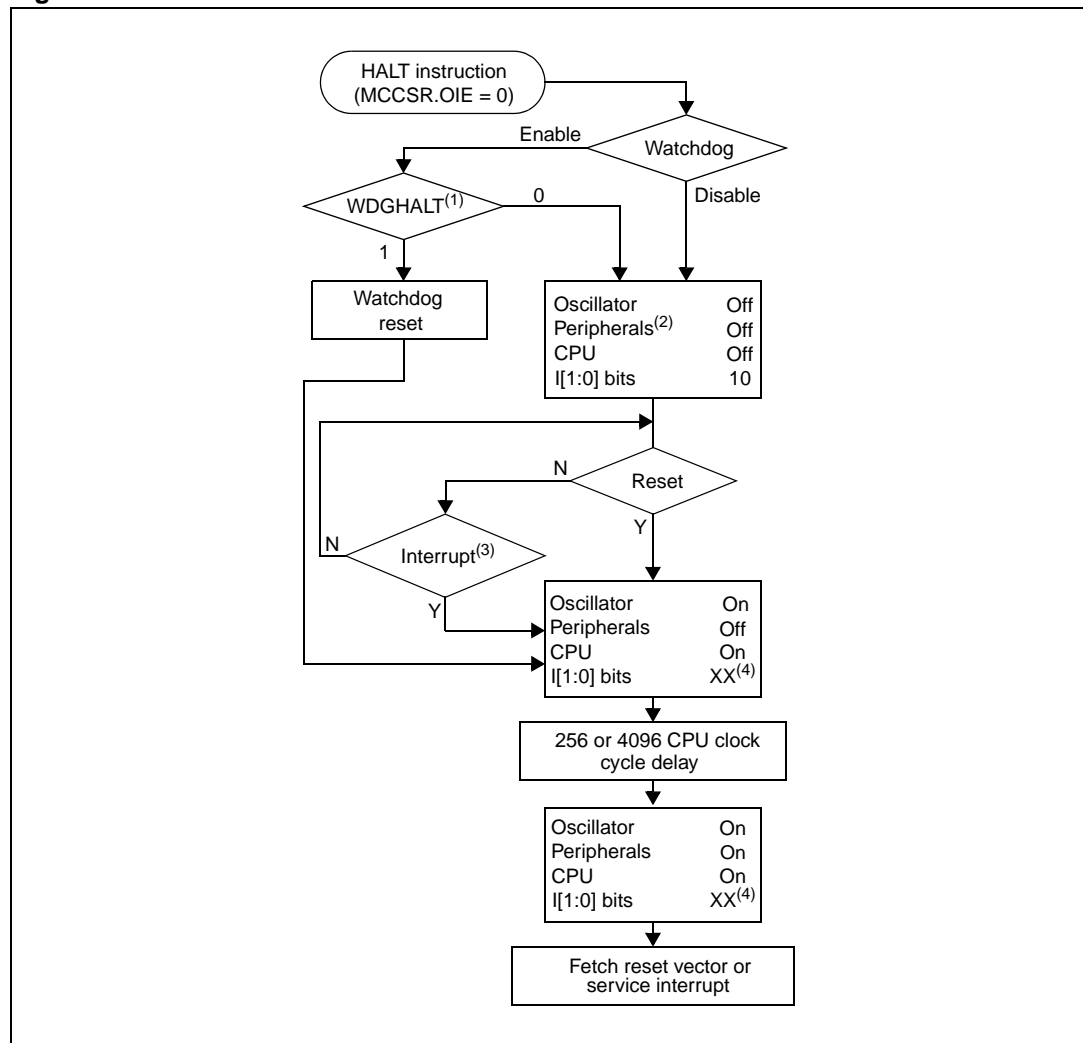 HALT instruction
(MCCSR.OIE = 0)
Enable
Watchdog
WDGHALT(1)
0
Disable
1
Watchdog
reset
Oscillator Off
Peripherals(2) Off
CPU Off
I[1:0] bits 10
N
Reset
Y
N
Interrupt(3)
Y
Oscillator On
Peripherals Off
CPU On
I[1:0] bits XX(4)
256 or 4096 CPU clock
cycle delay
Oscillator On
Peripherals On
CPU On
I[1:0] bits XX(4)
Fetch reset vector or
service interrupt